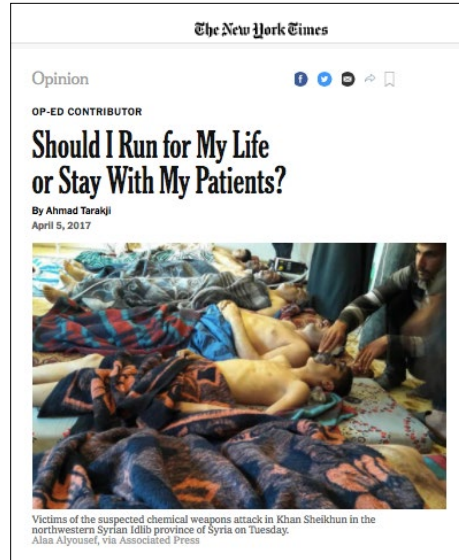 The New York Times
Opinion
OP-ED CONTRIBUTOR
Should I Run for My Life
or Stay With My Patients?
By Ahmad Tarakji
April 5, 2017
Victims of the suspected chemical weapons attack in Khan Sheikhun in the
northwestern Syrian Idlib province of Syria on Tuesday.
Alaa Alyousef, via Associated Press